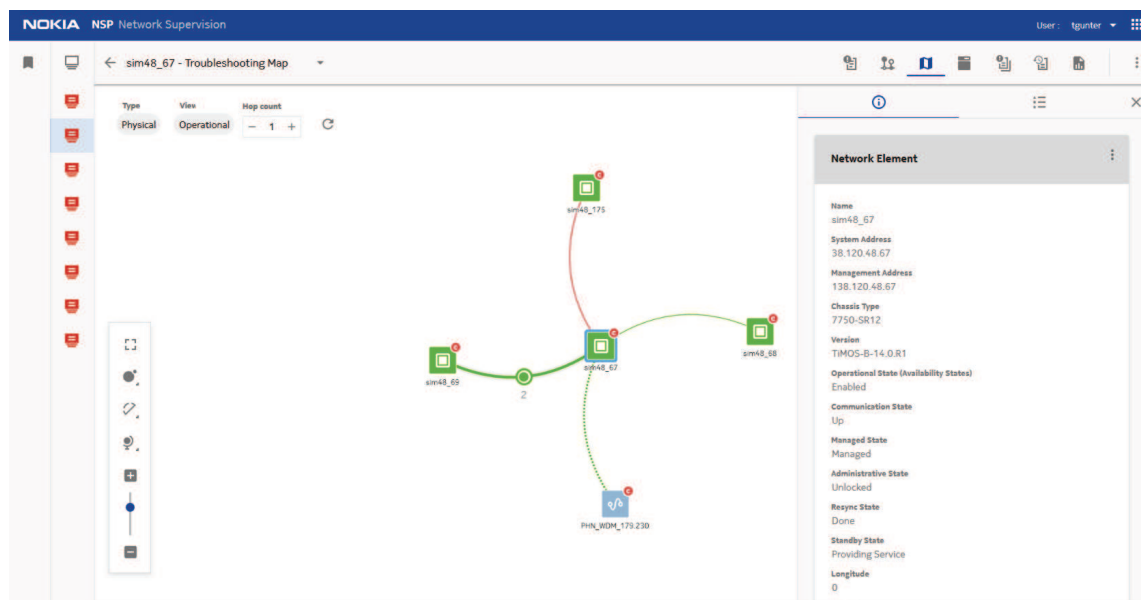 NOKIA NSP Network Supervision
User : tgunter
sim48_67 - Troubleshooting Map
Type
View
Hop count
Physical
Operational
− 1 +
sim48_175
sim48_68
sim48_67
sim48_69
2
PHN_WDM_179.230
Network Element
Name
sim48_67
System Address
38.120.48.67
Management Address
138.120.48.67
Chassis Type
7750-SR12
Version
TiMOS-B-14.0.R1
Operational State (Availability States)
Enabled
Communication State
Up
Managed State
Managed
Administrative State
Unlocked
Resync State
Done
Standby State
Providing Service
Longitude
0